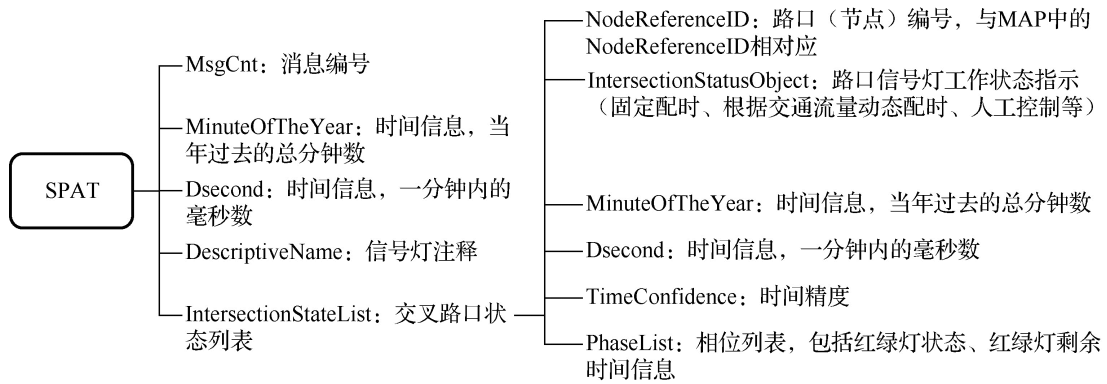 SPAT
MsgCnt：消息编号
MinuteOfTheYear：时间信息，当
年过去的总分钟数
Dsecond：时间信息，一分钟内的
毫秒数
DescriptiveName：信号灯注释
IntersectionStateList：交叉路口状
态列表
NodeReferenceID：路口（节点）编号，与MAP中的
NodeReferenceID相对应
IntersectionStatusObject：路口信号灯工作状态指示
（固定配时、根据交通流量动态配时、人工控制等）
MinuteOfTheYear：时间信息，当年过去的总分钟数
Dsecond：时间信息，一分钟内的毫秒数
TimeConfidence：时间精度
PhaseList：相位列表，包括红绿灯状态、红绿灯剩余
时间信息